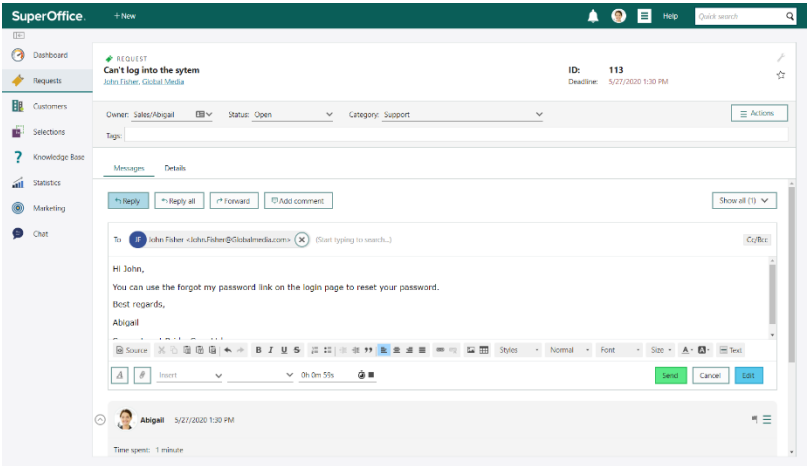 SuperOffice. + New Help Quick search
Dashboard
Requests
Customers
Selections
Knowledge Base
Statistics
Marketing
Chat
REQUEST
Can't log into the sytem
John Fisher, Global Media
ID: 113
Deadline: 5/27/2020 1:30 PM
Owner: Sales/Abigail Status: Open Category: Support
Actions
Tags:
Messages Details
Reply Reply all Forward Add comment Show all (1)
To JF John Fisher <John.Fisher@Globalmedia.com> (Start typing to search...) Cc/Bcc
Hi John,
You can use the forgot my password link on the login page to reset your password.
Best regards,
Abigail
Source B I U S Styles Normal Font Size A A Text
A Insert 0h 0m 59s Send Cancel Edit
Abigail 5/27/2020 1:30 PM
Time spent: 1 minute